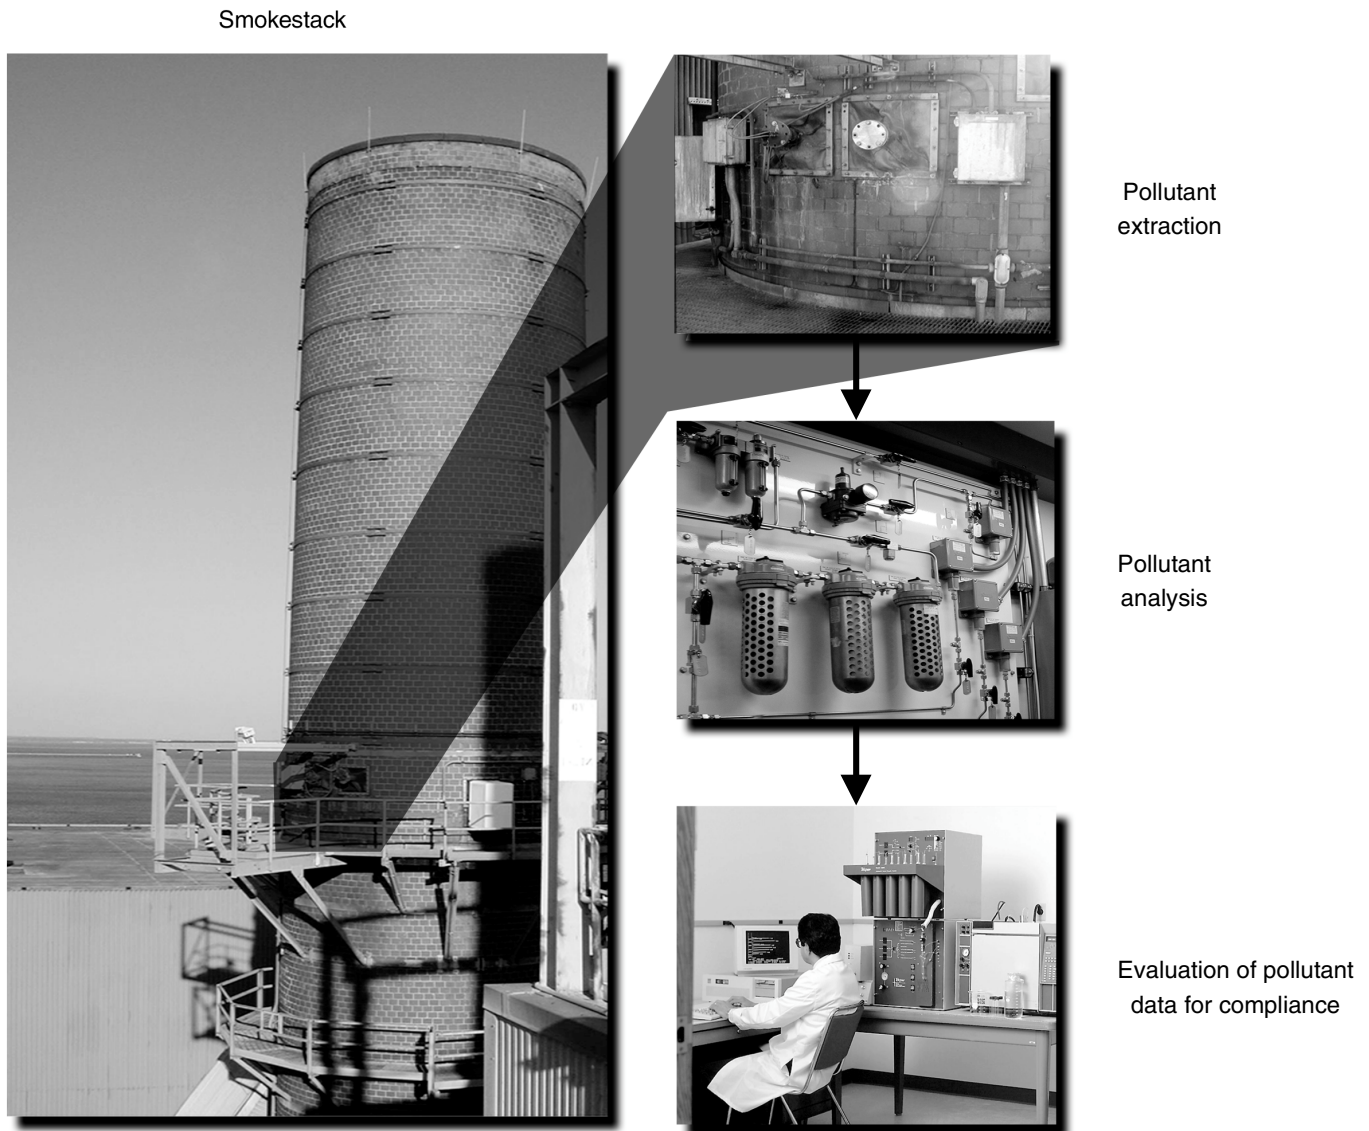 Smokestack
Pollutant
extraction
Pollutant
analysis
Evaluation of pollutant
data for compliance